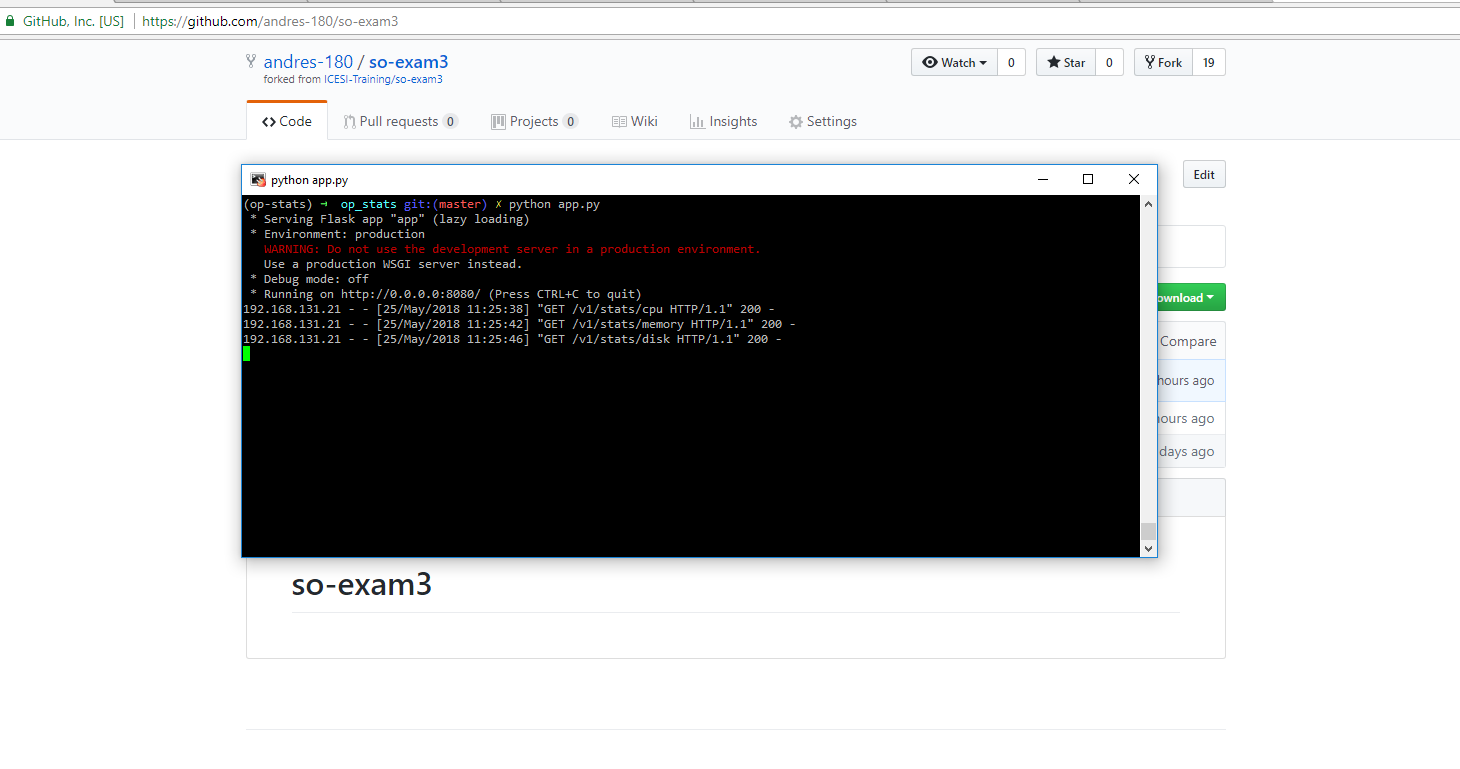 GitHub, Inc. [US] https://github.com/andres-180/so-exam3
andres-180 / so-exam3
forked from ICESI-Training/so-exam3
Watch 0 Star 0 Fork 19
Code Pull requests 0 Projects 0 Wiki Insights Settings
Edit
python app.py
(op-stats) → op_stats git:(master) ✗ python app.py
* Serving Flask app "app" (lazy loading)
* Environment: production
WARNING: Do not use the development server in a production environment.
Use a production WSGI server instead.
* Debug mode: off
* Running on http://0.0.0.0:8080/ (Press CTRL+C to quit)
192.168.131.21 - - [25/May/2018 11:25:38] "GET /v1/stats/cpu HTTP/1.1" 200 -
192.168.131.21 - - [25/May/2018 11:25:42] "GET /v1/stats/memory HTTP/1.1" 200 -
192.168.131.21 - - [25/May/2018 11:25:46] "GET /v1/stats/disk HTTP/1.1" 200 -
ownload
Compare
hours ago
hours ago
days ago
so-exam3